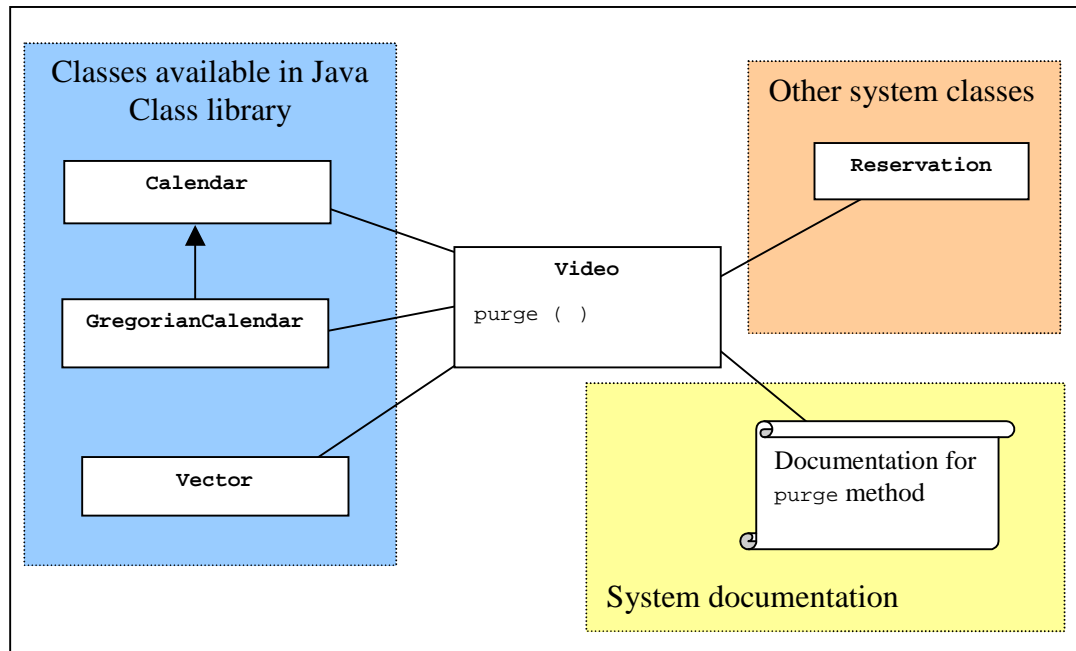 Classes available in Java
Class library
Calendar
GregorianCalendar
Vector
Video
purge ( )
Other system classes
Reservation
Documentation for
purge method
System documentation